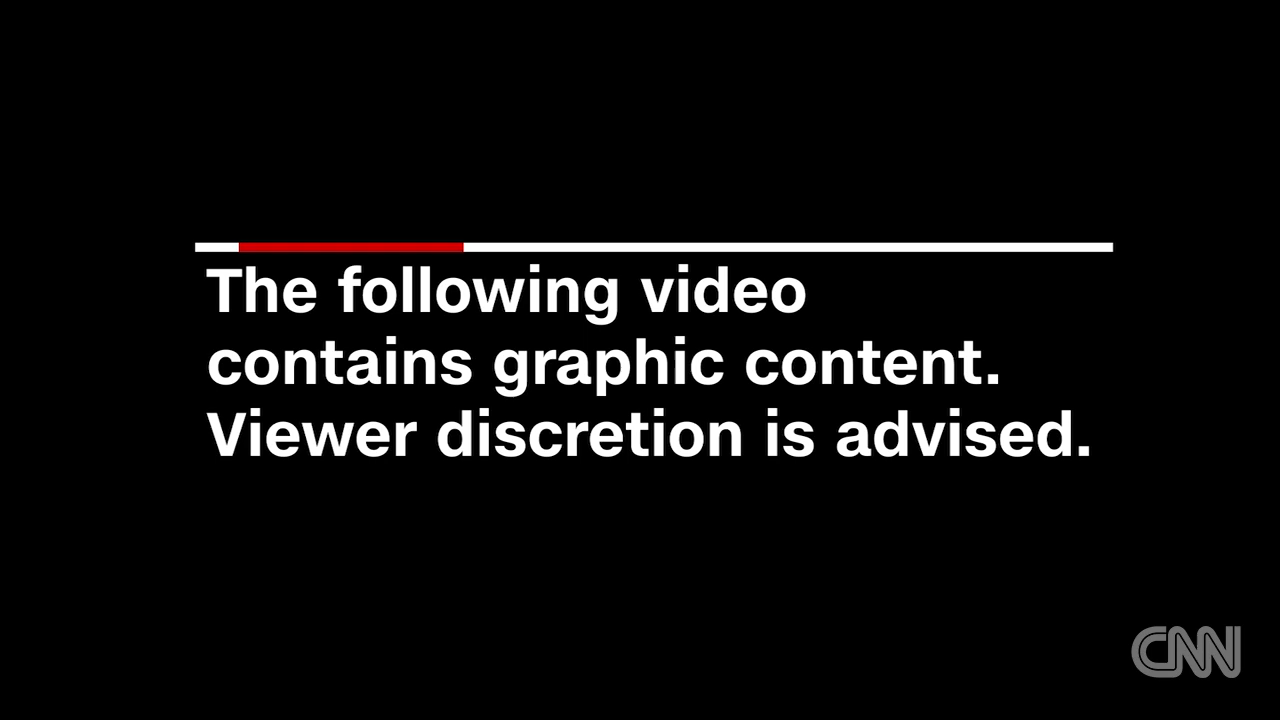 The following video
contains graphic content.
Viewer discretion is advised.
CNN